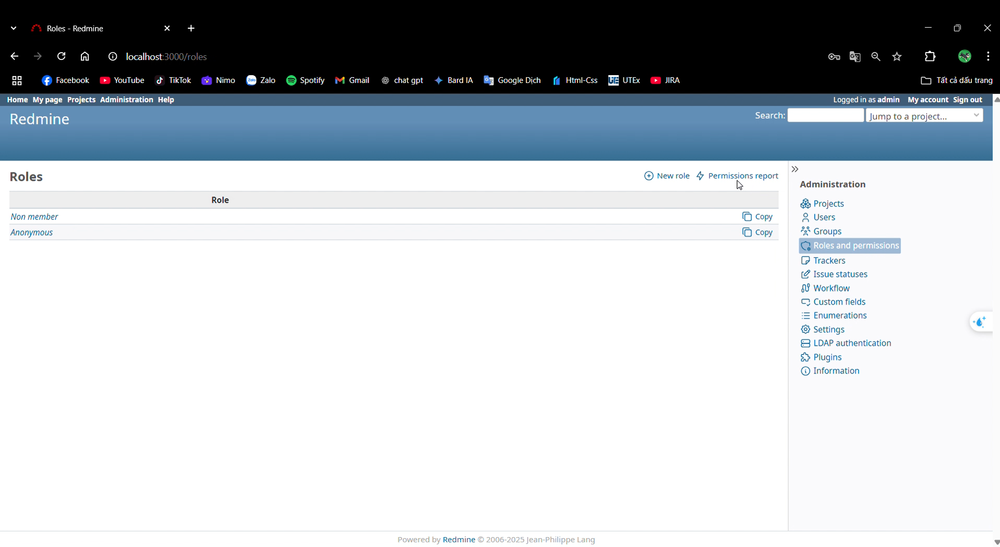 Roles - Redmine
localhost:3000/roles
Facebook YouTube TikTok Nimo Zalo Spotify Gmail chat gpt Bard IA Google Dịch Html-Css UTEx JIRA Tất cả dấu trang
Home My page Projects Administration Help Logged in as admin My account Sign out
Redmine Search: Jump to a project...
Roles New role Permissions report
Role
Non member Copy
Anonymous Copy
Administration
Projects
Users
Groups
Roles and permissions
Trackers
Issue statuses
Workflow
Custom fields
Enumerations
Settings
LDAP authentication
Plugins
Information
Powered by Redmine © 2006-2025 Jean-Philippe Lang